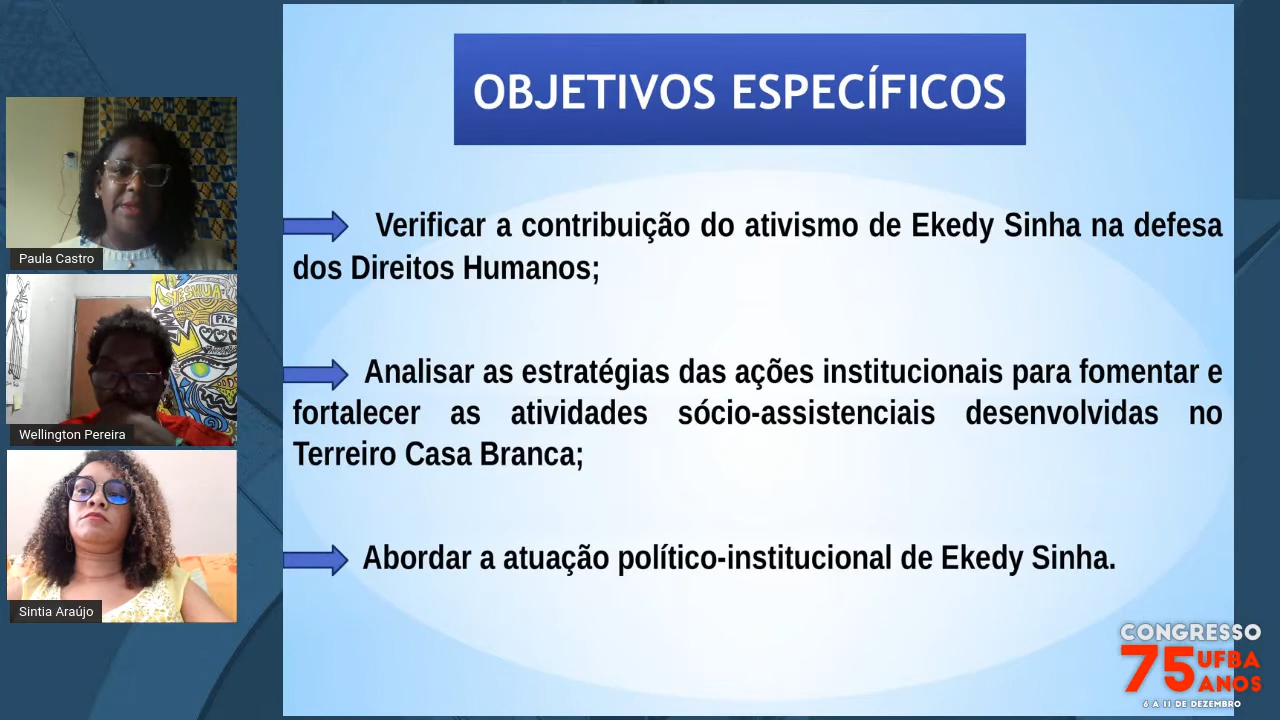 OBJETIVOS ESPECÍFICOS
Verificar a contribuição do ativismo de Ekedy Sinha na defesa
dos Direitos Humanos;
Analisar as estratégias das ações institucionais para fomentar e
fortalecer as atividades sócio-assistenciais desenvolvidas no
Terreiro Casa Branca;
Abordar a atuação político-institucional de Ekedy Sinha.
Paula Castro
YESHUA
PAZ
Wellington Pereira
Sintia Araújo
CONGRESSO
75 UFBA
ANOS
6 A 11 DE DEZEMBRO